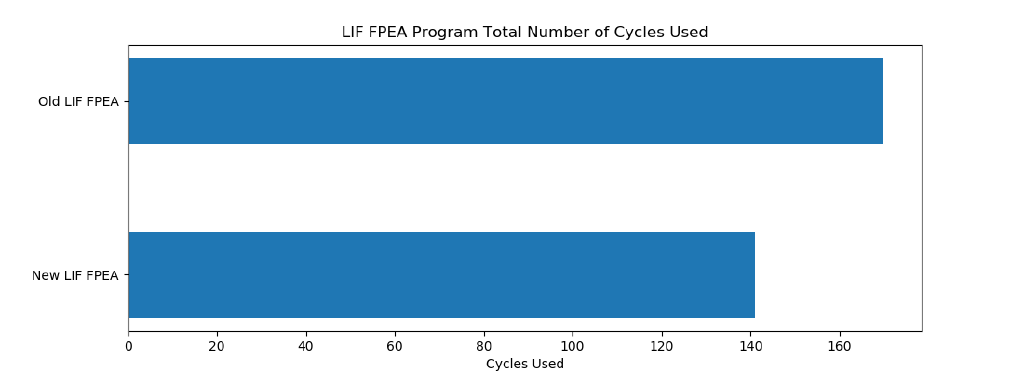 LIF FPEA Program Total Number of Cycles Used
Old LIF FPEA
New LIF FPEA
0 20 40 60 80 100 120 140 160
Cycles Used